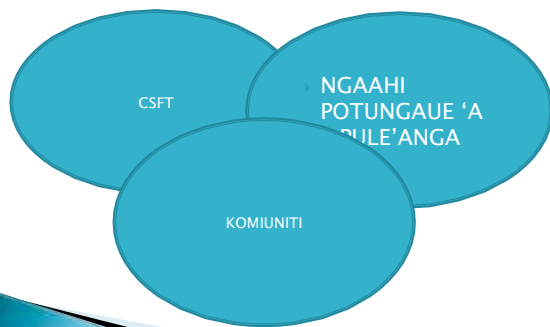 CSFT
NGAAHI
POTUNGAUE ‘A
PULE’ANGA
KOMIUNITI